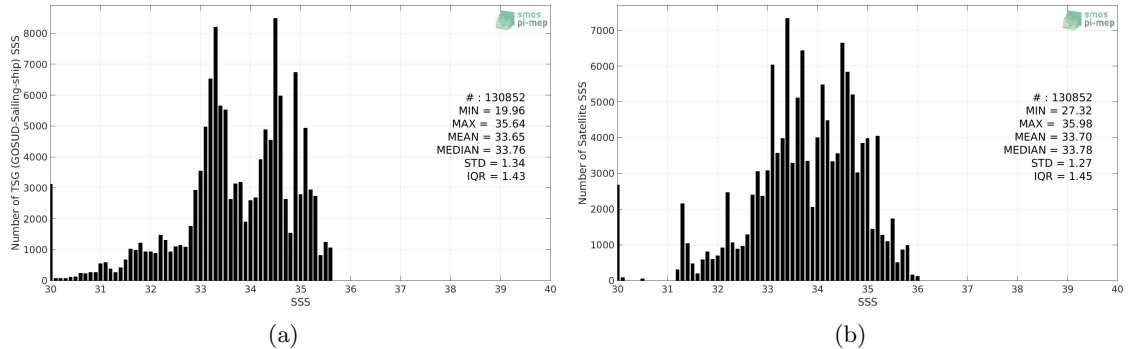 smos
pi-mep
Number of TSG (GOSUD-Sailing-ship) SSS
8000
7000
6000
5000
4000
3000
2000
1000
0
# : 130852
MIN = 19.96
MAX = 35.64
MEAN = 33.65
MEDIAN = 33.76
STD = 1.34
IQR = 1.43
30 31 32 33 34 35 36 37 38 39 40
SSS
(a)
smos
pi-mep
Number of Satellite SSS
7000
6000
5000
4000
3000
2000
1000
0
# : 130852
MIN = 27.32
MAX = 35.98
MEAN = 33.70
MEDIAN = 33.78
STD = 1.27
IQR = 1.45
30 31 32 33 34 35 36 37 38 39 40
SSS
(b)